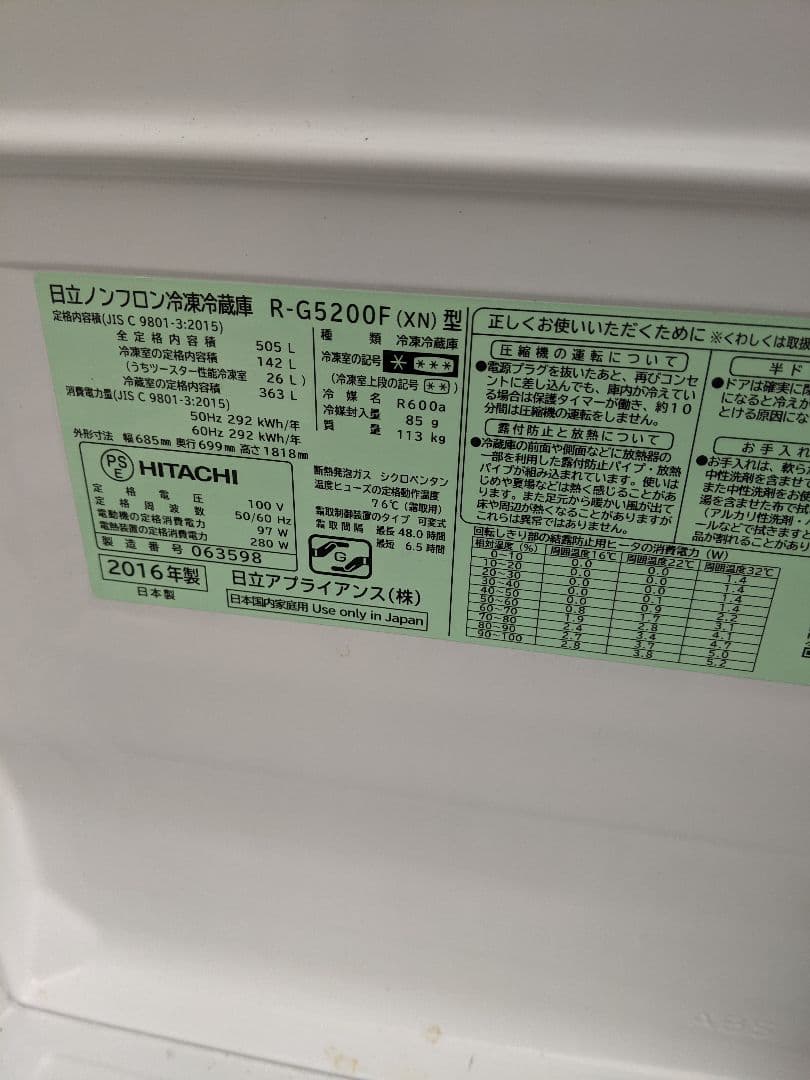 日立ノンフロン冷凍冷蔵庫 R-G5200F(XN)型
定格内容積(JIS C 9801-3:2015)
全定格内容積 505 L
冷凍室の定格内容積 142 L
(うちツースター性能冷凍室 26 L)
冷蔵室の定格内容積 363 L
消費電力量(JIS C 9801-3:2015)
50Hz 292 kWh/年
60Hz 292 kWh/年
外形寸法 幅685mm 奥行699mm 高さ1818mm
種類 冷凍冷蔵庫
冷凍室の記号 * ***
(冷凍室上段の記号 **)
冷媒名 R600a
冷媒封入量 85 g
質量 113 kg
PSE HITACHI
定格電圧 100 V
定格周波数 50/60 Hz
電動機の定格消費電力 97 W
電熱装置の定格消費電力 280 W
製造番号 063598
2016年製
日本製
断熱発泡ガス シクロペンタン
温度ヒューズの定格動作温度
76℃(霜取用)
霜取制御装置のタイプ 可変式
霜取間隔 最長 48.0 時間
最短 6.5 時間
G
日立アプライアンス(株)
日本国内家庭用 Use only in Japan
正しくお使いいただくために ※くわしくは取扱
圧縮機の運転について
●電源プラグを抜いたあと、再びコンセ
ントに差し込んでも、庫内が冷えてい
る場合は保護タイマーが働き、約10
分間は圧縮機の運転をしません。
露付防止と放熱について
●冷蔵庫の前面や側面などに放熱器の
一部を利用した露付防止パイプ・放熱
パイプが組み込まれています。使いは
じめや夏場などは熱く感じることがあ
ります。また足元から暖かい風が出て
床や周辺が熱くなることがありますが
これらは異常ではありません。
回転しきり部の結露防止用ヒータの消費電力(W)
相対湿度(%) 周囲温度16℃ 周囲温度22℃ 周囲温度32℃
0~10 0.0 0.0 1.4
10~20 0.0 0.0 1.4
20~30 0.0 0.0 1.4
30~40 0.0 0.0 1.4
40~50 0.0 0.1 2.2
50~60 0.8 0.9 3.1
60~70 1.9 1.7 4.1
70~80 2.4 2.8 4.7
80~90 2.7 3.4 5.0
90~100 2.8 3.8 5.2
半ド
●ドアは確実に閉
になると冷えか
とける原因にな
お手入れ
●お手入れは、軟ら
中性洗剤を含ませて
また中性洗剤をお使
湯を含ませた布で拭
(アルカリ性洗剤・
ールなどで拭きますと
品が割れることがあり
ABS